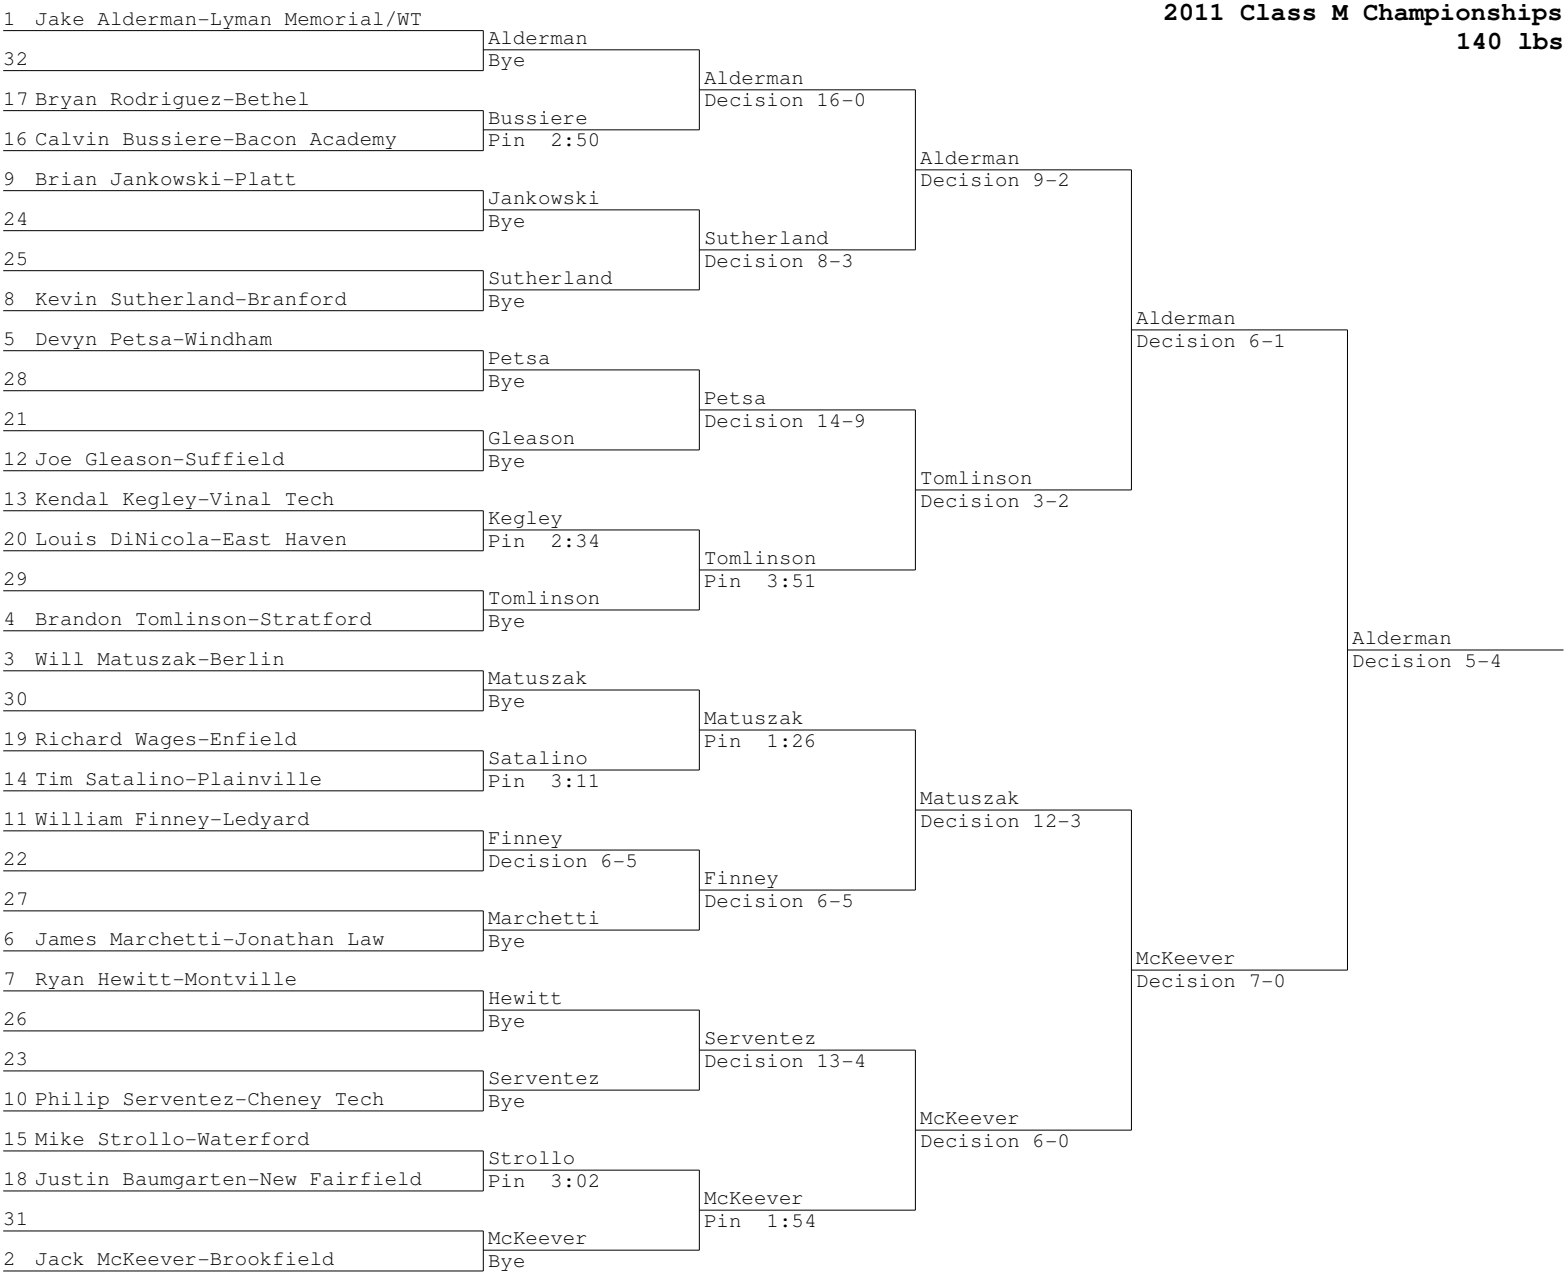 2011 Class M Championships
140 lbs
1 Jake Alderman-Lyman Memorial/WT
32
17 Bryan Rodriguez-Bethel
16 Calvin Bussiere-Bacon Academy
9 Brian Jankowski-Platt
24
25
8 Kevin Sutherland-Branford
5 Devyn Petsa-Windham
28
21
12 Joe Gleason-Suffield
13 Kendal Kegley-Vinal Tech
20 Louis DiNicola-East Haven
29
4 Brandon Tomlinson-Stratford
3 Will Matuszak-Berlin
30
19 Richard Wages-Enfield
14 Tim Satalino-Plainville
11 William Finney-Ledyard
22
27
6 James Marchetti-Jonathan Law
7 Ryan Hewitt-Montville
26
23
10 Philip Serventez-Cheney Tech
15 Mike Strollo-Waterford
18 Justin Baumgarten-New Fairfield
31
2 Jack McKeever-Brookfield
Alderman
Bye
Bussiere
Pin 2:50
Jankowski
Bye
Sutherland
Bye
Petsa
Bye
Gleason
Bye
Kegley
Pin 2:34
Tomlinson
Bye
Matuszak
Bye
Satalino
Pin 3:11
Finney
Decision 6-5
Marchetti
Bye
Hewitt
Bye
Serventez
Bye
Strollo
Pin 3:02
McKeever
Bye
Alderman
Decision 16-0
Sutherland
Decision 8-3
Petsa
Decision 14-9
Tomlinson
Pin 3:51
Matuszak
Pin 1:26
Finney
Decision 6-5
Serventez
Decision 13-4
McKeever
Pin 1:54
Alderman
Decision 9-2
Tomlinson
Decision 3-2
Matuszak
Decision 12-3
McKeever
Decision 6-0
Alderman
Decision 6-1
McKeever
Decision 7-0
Alderman
Decision 5-4